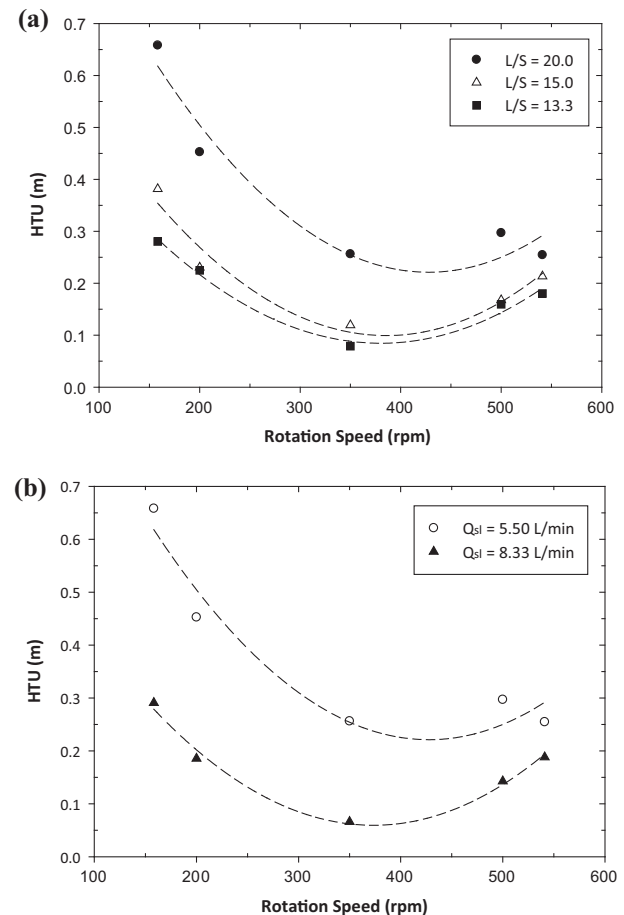 (a)
0.7
0.6
0.5
0.4
0.3
0.2
0.1
0.0
HTU (m)
L/S = 20.0
L/S = 15.0
L/S = 13.3
100 200 300 400 500 600
Rotation Speed (rpm)
(b)
0.7
0.6
0.5
0.4
0.3
0.2
0.1
0.0
HTU (m)
Qsl = 5.50 L/min
Qsl = 8.33 L/min
100 200 300 400 500 600
Rotation Speed (rpm)